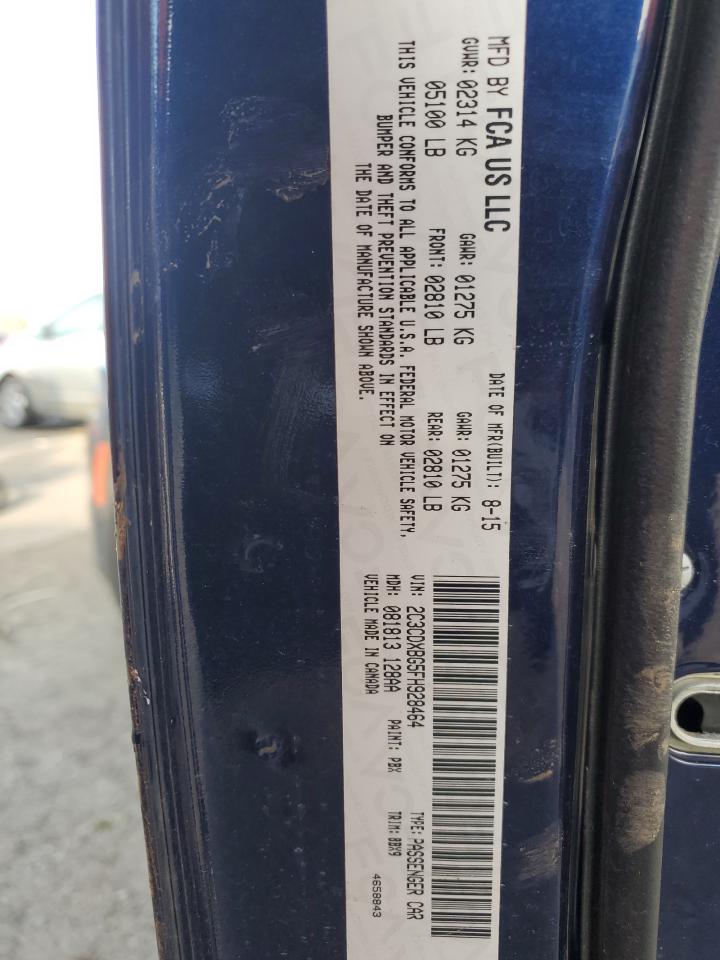 MFD BY FCA US LLC DATE OF MFR(BUILT): 8-15
GVWR: 02314 KG GAWR: 01275 KG GAWR: 01275 KG
05100 LB FRONT: 02810 LB REAR: 02810 LB
THIS VEHICLE CONFORMS TO ALL APPLICABLE U.S.A. FEDERAL MOTOR VEHICLE SAFETY,
BUMPER AND THEFT PREVENTION STANDARDS IN EFFECT ON
THE DATE OF MANUFACTURE SHOWN ABOVE.
VIN: 2C3CDXBG5FH928464 TYPE: PASSENGER CAR
MDH: 081813 128AA PAINT: PBX TRIM: BBX9
VEHICLE MADE IN CANADA
4658843